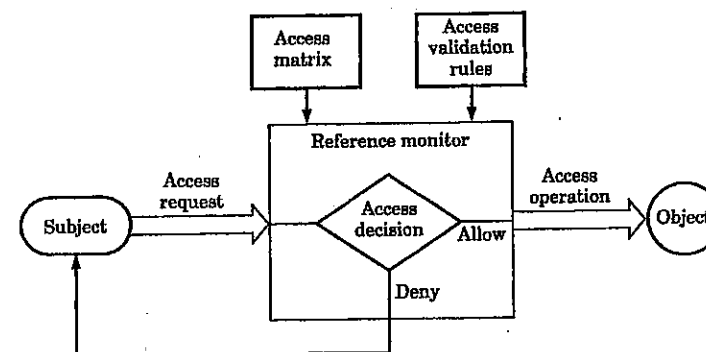 Access
matrix
Access
validation
rules
Reference monitor
Access
request
Access
operation
Subject
Access
decision
Allow
Object
Deny